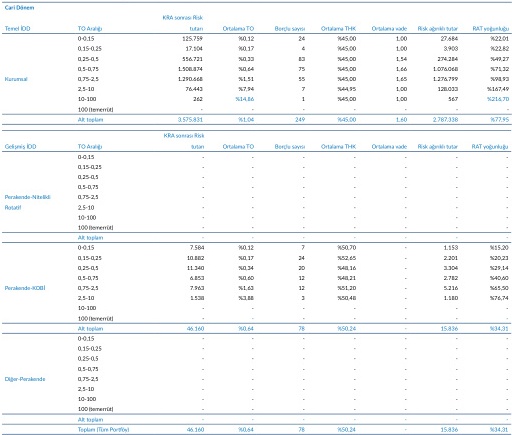 Cari Dönem
KRA sonrası Risk
Temel İDD TO Aralığı tutarı Ortalama TO Borçlu sayısı Ortalama THK Ortalama vade Risk ağırlıklı tutar RAT yoğunluğu
0-0,15 125.759 %0,12 24 %45,00 1,00 27.684 %22,01
0,15-0,25 17.104 %0,17 4 %45,00 1,00 3.903 %22,82
0,25-0,5 556.721 %0,33 83 %45,00 1,54 274.284 %49,27
0,5-0,75 1.508.874 %0,64 75 %45,00 1,66 1.076.068 %71,32
Kurumsal 0,75-2,5 1.290.668 %1,51 55 %45,00 1,65 1.276.799 %98,93
2,5-10 76.443 %7,94 7 %44,95 1,00 128.033 %167,49
10-100 262 %14,86 1 %45,00 1,00 567 %216,70
100 (temerrüt) - - - - - - -
Alt toplam 3.575.831 %1,04 249 %45,00 1,60 2.787.338 %77,95
KRA sonrası Risk
Gelişmiş İDD TO Aralığı tutarı Ortalama TO Borçlu sayısı Ortalama THK Ortalama vade Risk ağırlıklı tutar RAT yoğunluğu
0-0,15 - - - - - - -
0,15-0,25 - - - - - - -
0,25-0,5 - - - - - - -
0,5-0,75 - - - - - - -
Perakende-Nitelikli 0,75-2,5 - - - - - - -
Rotatif 2,5-10 - - - - - - -
10-100 - - - - - - -
100 (temerrüt) - - - - - - -
Alt toplam - - - - - - -
0-0,15 7.584 %0,12 7 %50,70 - 1.153 %15,20
0,15-0,25 10.882 %0,17 24 %52,65 - 2.201 %20,23
0,25-0,5 11.340 %0,34 20 %48,16 - 3.304 %29,14
0,5-0,75 6.853 %0,60 12 %48,21 - 2.782 %40,60
Perakende-KOBİ 0,75-2,5 7.963 %1,63 12 %51,20 - 5.216 %65,50
2,5-10 1.538 %3,88 3 %50,48 - 1.180 %76,74
10-100 - - - - - - -
100 (temerrüt) - - - - - - -
Alt toplam 46.160 %0,64 78 %50,24 - 15.836 %34,31
0-0,15 - - - - - - -
0,15-0,25 - - - - - - -
0,25-0,5 - - - - - - -
0,5-0,75 - - - - - - -
Diğer-Perakende 0,75-2,5 - - - - - - -
2,5-10 - - - - - - -
10-100 - - - - - - -
100 (temerrüt) - - - - - - -
Alt toplam - - - - - - -
Toplam (Tüm Portföy) 46.160 %0,64 78 %50,24 - 15.836 %34,31